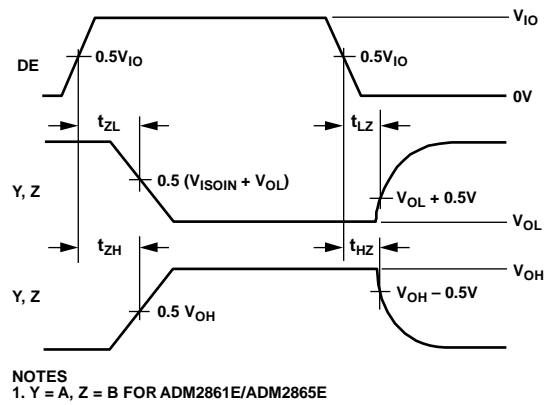 V_IO
DE
0.5V_IO
0.5V_IO
0V
t_ZL
t_LZ
Y, Z
0.5 (V_ISOIN + V_OL)
V_OL + 0.5V
V_OL
t_ZH
t_HZ
V_OH
Y, Z
0.5 V_OH
V_OH – 0.5V
NOTES
1. Y = A, Z = B FOR ADM2861E/ADM2865E